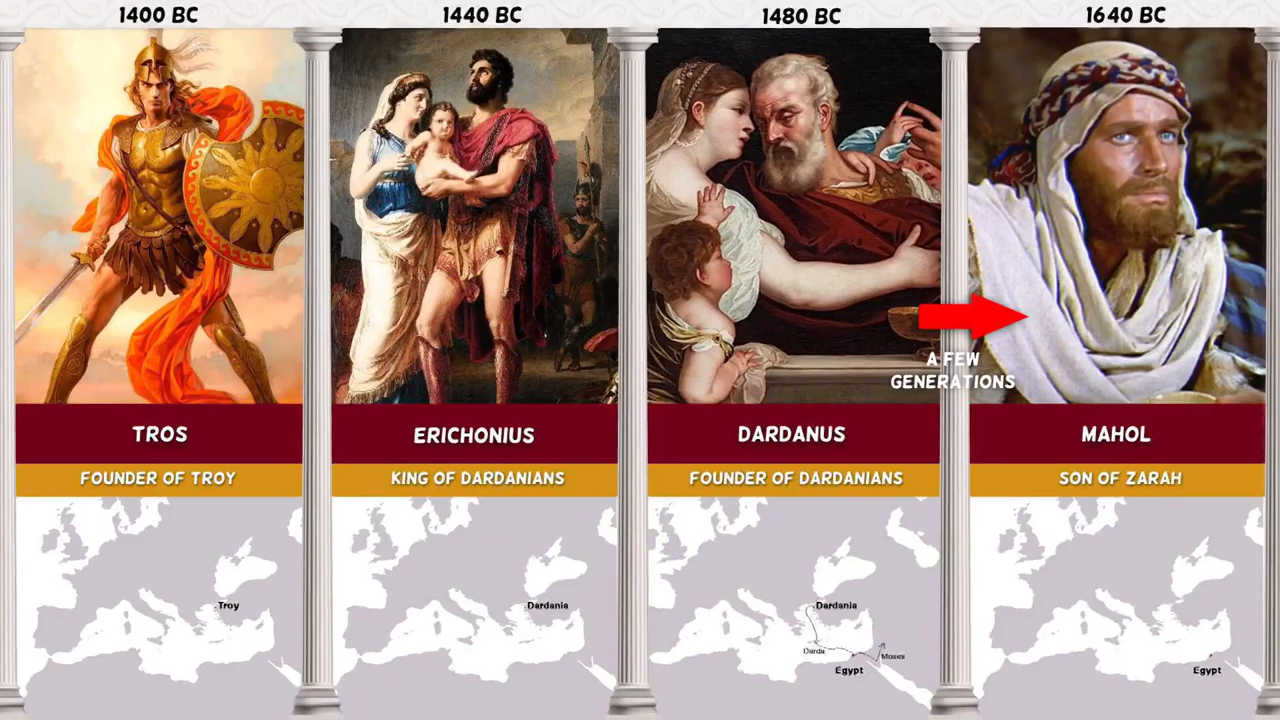 1400 BC
1440 BC
1480 BC
1640 BC
A FEW
GENERATIONS
TROS
ERICHONIUS
DARDANUS
MAHOL
FOUNDER OF TROY
KING OF DARDANIANS
FOUNDER OF DARDANIANS
SON OF ZARAH
Troy
Dardania
Dardania
Darda
Moses
Egypt
Egypt